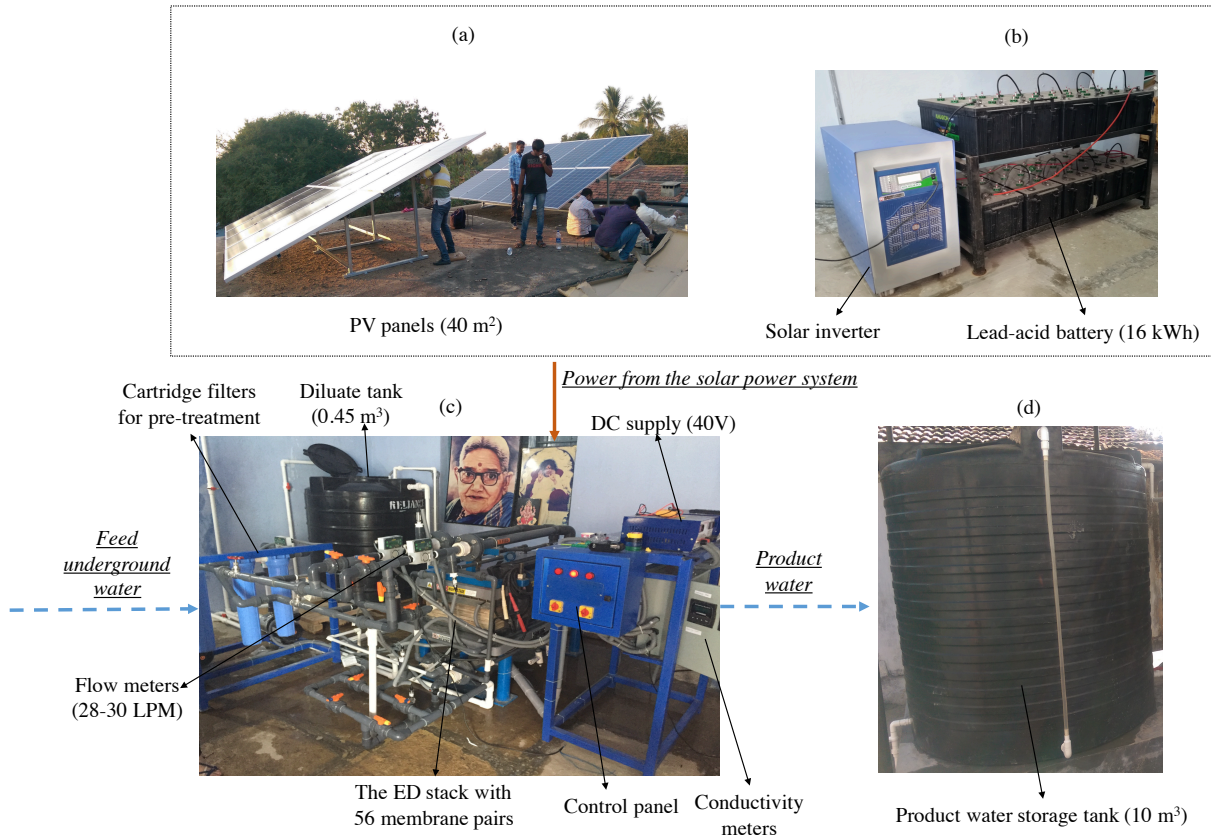 (a)
(b)
PV panels (40 m²)
Solar inverter
Lead-acid battery (16 kWh)
Power from the solar power system
Cartridge filters
for pre-treatment
Diluate tank
(0.45 m³)
(c)
DC supply (40V)
(d)
RELIANC
Feed
underground
water
Product
water
Flow meters
(28-30 LPM)
The ED stack with
56 membrane pairs
Control panel
Conductivity
meters
Product water storage tank (10 m³)